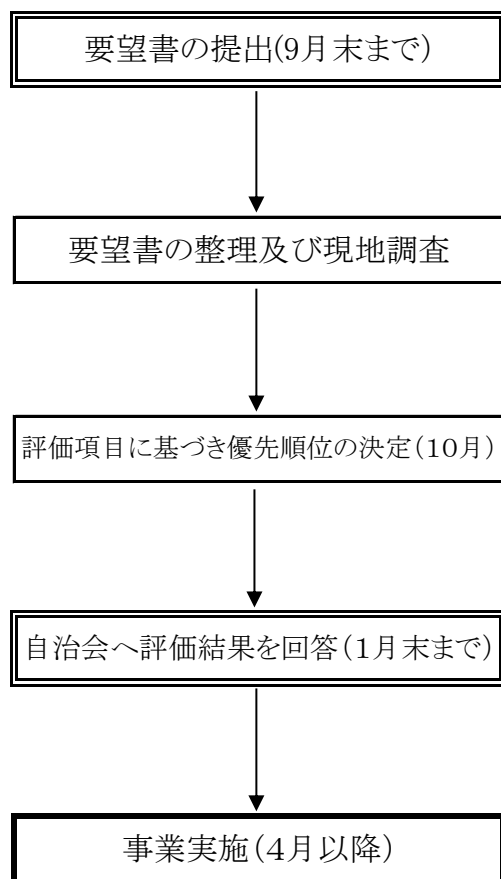 要望書の提出(9月末まで)
要望書の整理及び現地調査
評価項目に基づき優先順位の決定(10月)
自治会へ評価結果を回答(1月末まで)
事業実施(4月以降)